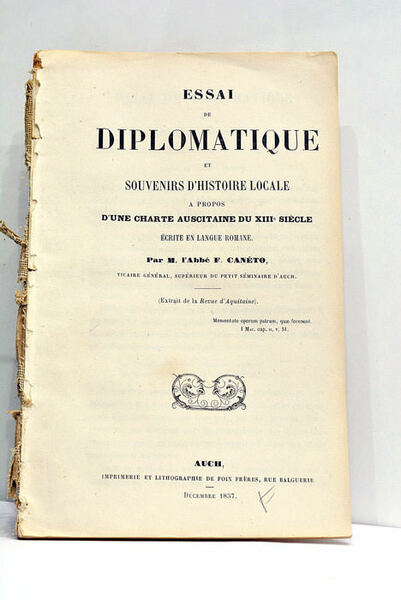 ESSAI
DE
DIPLOMATIQUE
ET
SOUVENIRS D'HISTOIRE LOCALE
A PROPOS
D'UNE CHARTE AUSCITAINE DU XIIIe SIÈCLE
ÉCRITE EN LANGUE ROMANE.
Par M. l'Abbé F. CANÉTO,
VICAIRE GÉNÉRAL, SUPÉRIEUR DU PETIT SÉMINAIRE D'AUCH.
(Extrait de la Revue d'Aquitaine).
Mementote operum patrum, quæ fecerunt
I Mac. cap, II, v. 51.
AUCH,
IMPRIMERIE ET LITHOGRAPHIE DE FOIX FRÈRES, RUE BALGUERIE
DÉCEMBRE 1857.